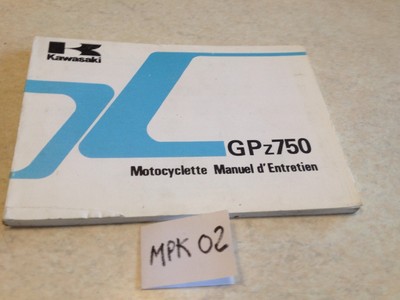 Kawasaki
GPz750
Motocyclette Manuel d'Entretien
MPK 02